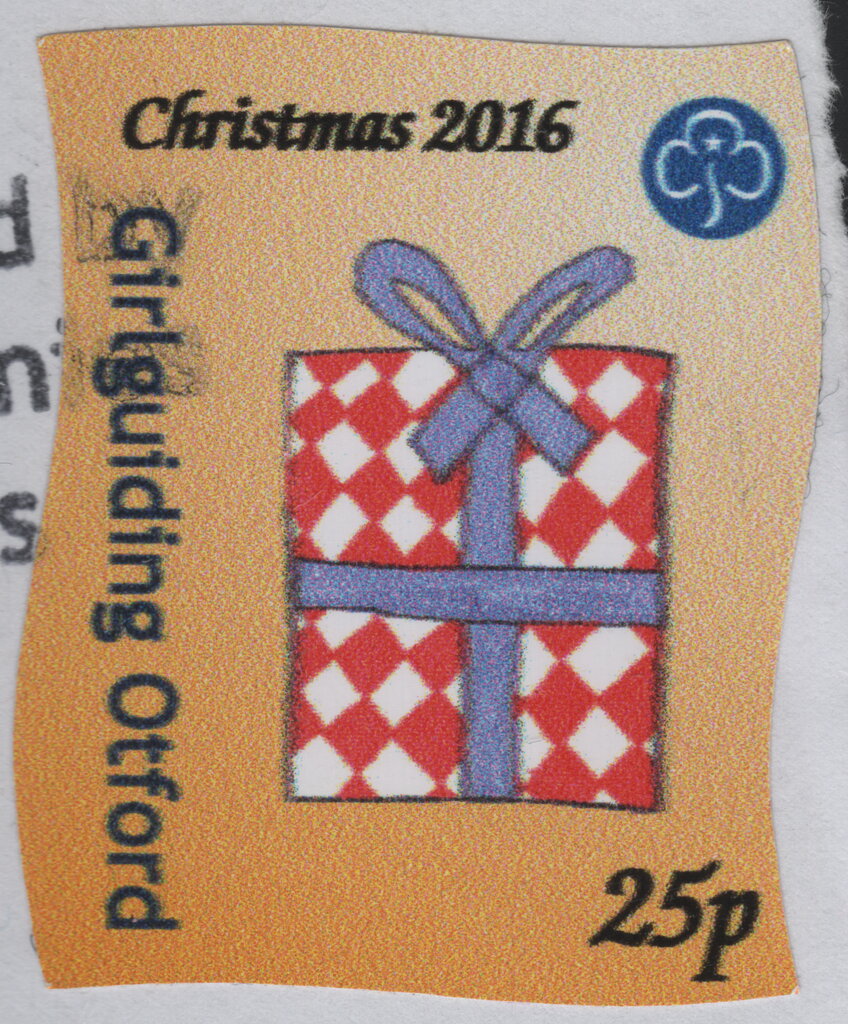 Christmas 2016
Girlguiding Otford
25p